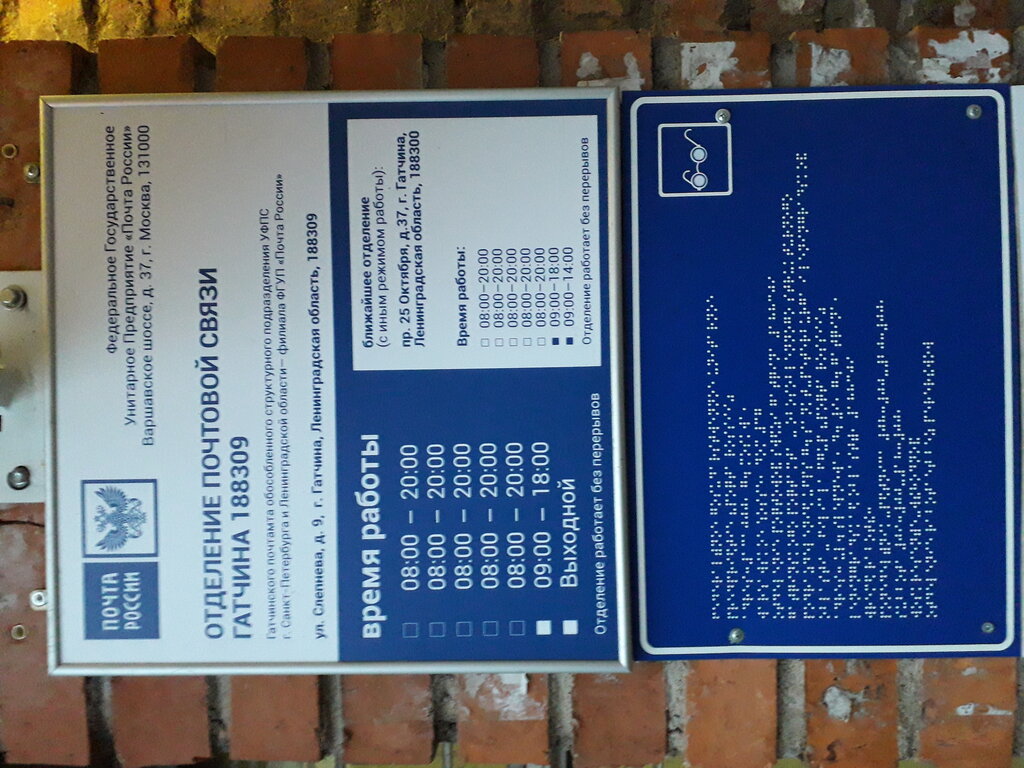 ПОЧТА
РОССИИ
Федеральное Государственное
Унитарное Предприятие «Почта России»
Варшавское шоссе, д. 37, г. Москва, 131000
ОТДЕЛЕНИЕ ПОЧТОВОЙ СВЯЗИ
ГАТЧИНА 188309
Гатчинского почтамта обособленного структурного подразделения УФПС
г. Санкт-Петербурга и Ленинградской области– филиала ФГУП «Почта России»
ул. Слепнева, д. 9, г. Гатчина, Ленинградская область, 188309
время работы
08:00 – 20:00
08:00 – 20:00
08:00 – 20:00
08:00 – 20:00
08:00 – 20:00
09:00 – 18:00
Выходной
Отделение работает без перерывов
ближайшее отделение
(с иным режимом работы):
пр. 25 Октября, д.37, г. Гатчина,
Ленинградская область, 188300
Время работы:
08:00–20:00
08:00–20:00
08:00–20:00
08:00–20:00
08:00–20:00
09:00–18:00
09:00–14:00
Отделение работает без перерывов